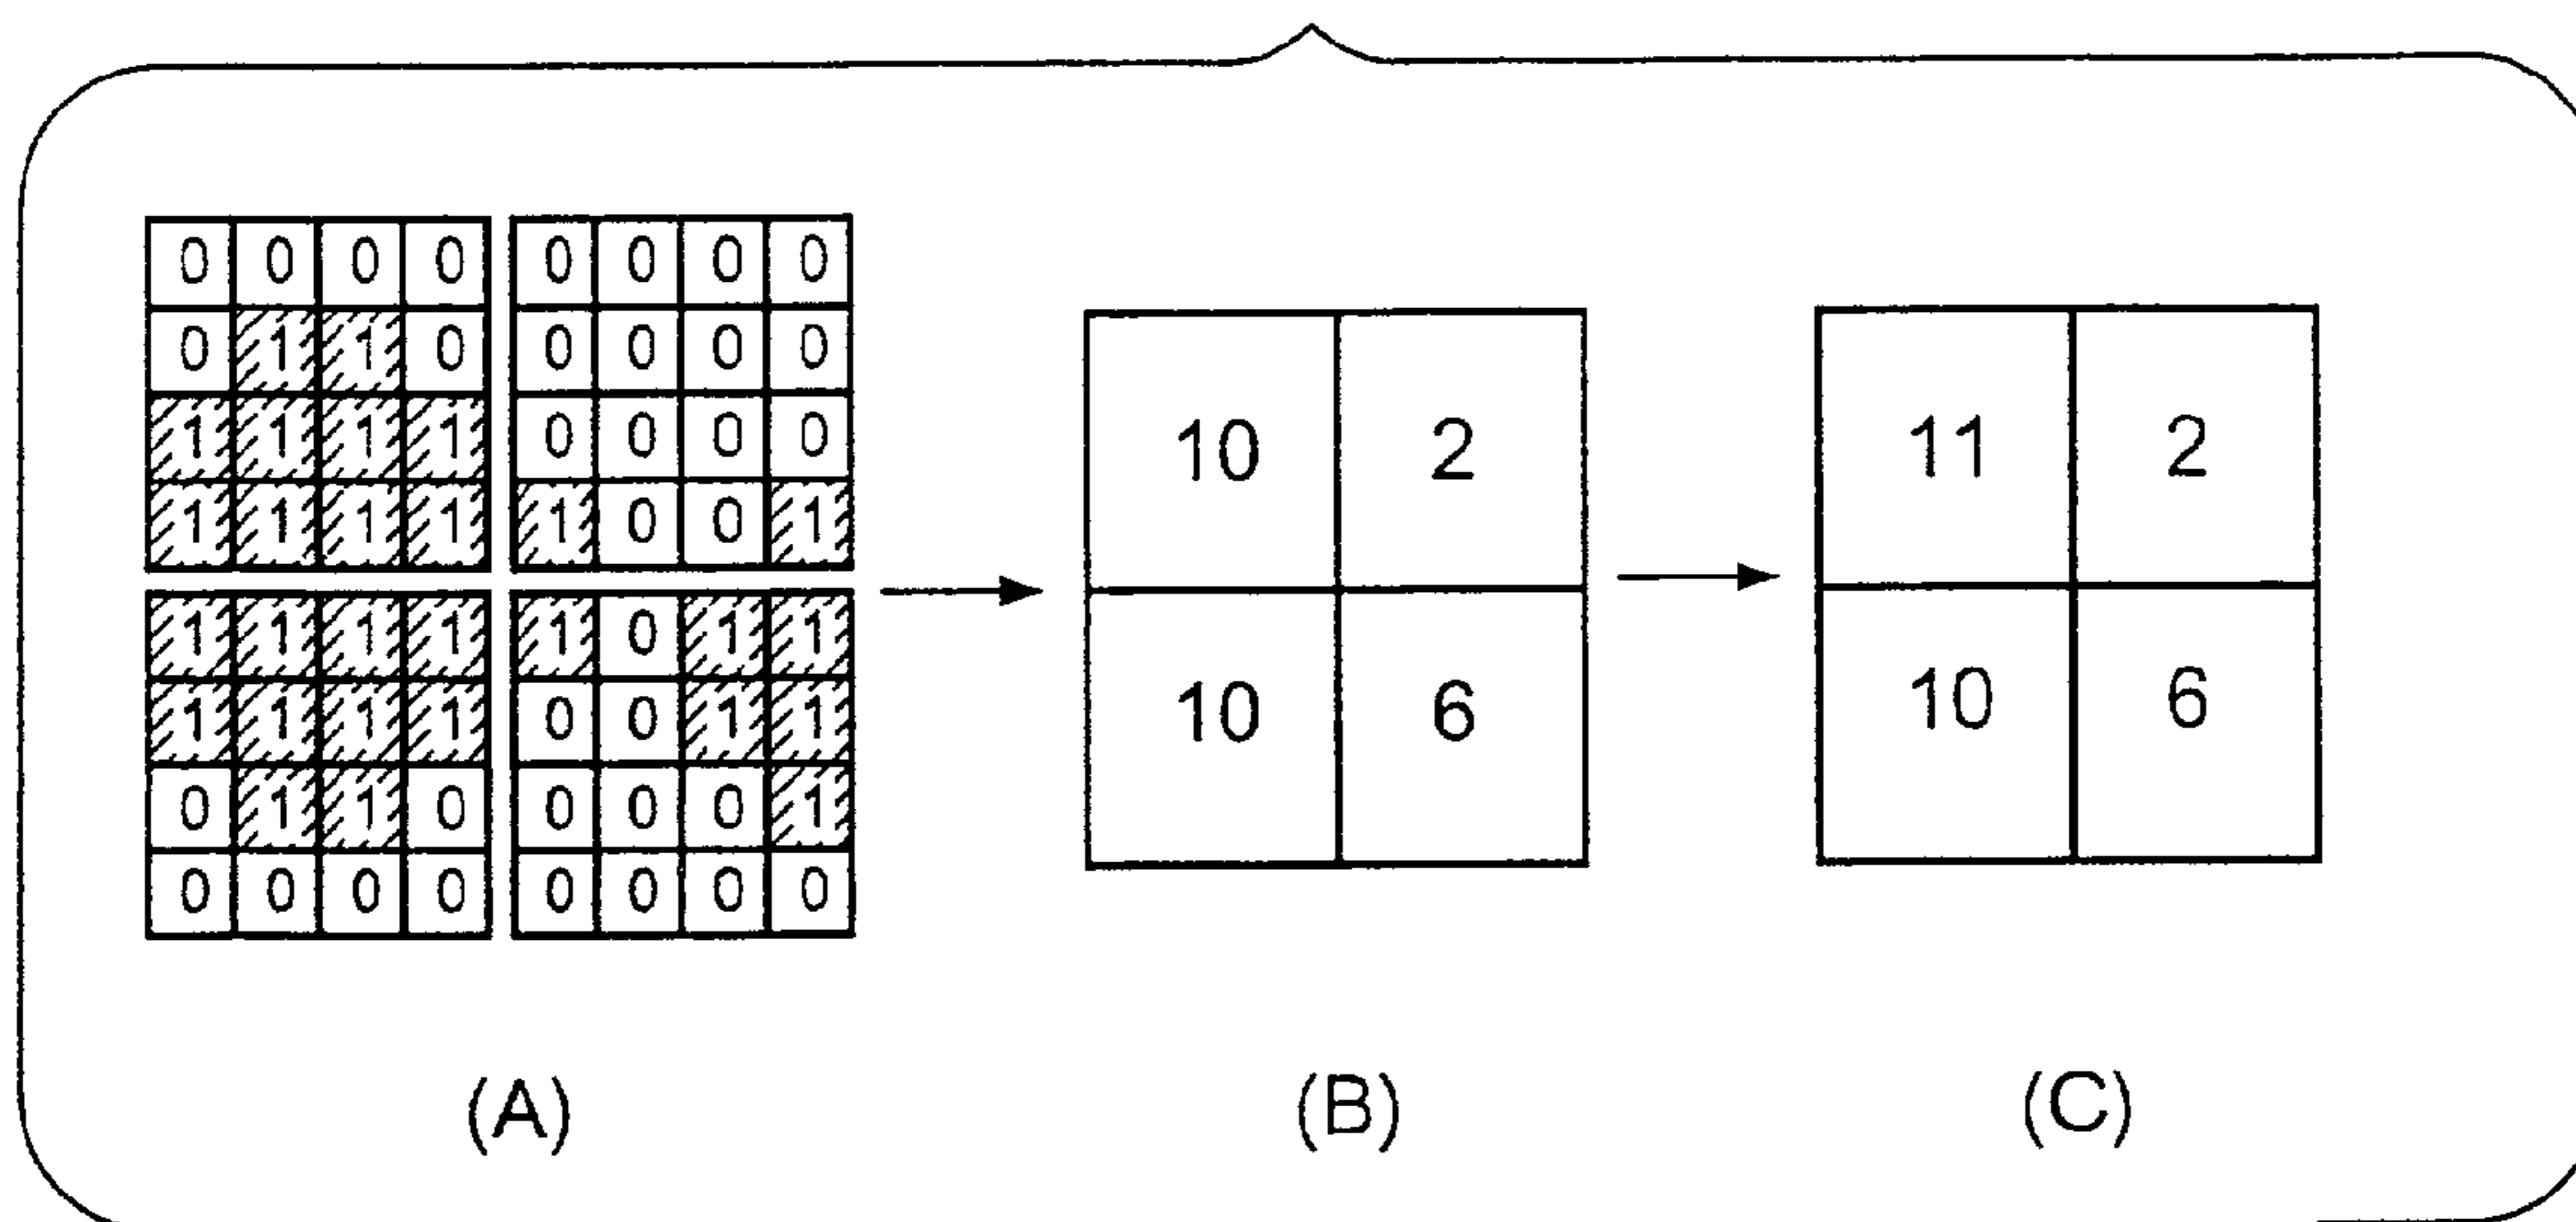 0 0 0 0 0 0 0 0
0 1 1 0 0 0 0 0
1 1 1 1 0 0 0 0
1 1 1 1 1 0 0 1
1 1 1 1 1 0 1 1
1 1 1 1 0 0 1 1
0 1 1 0 0 0 0 1
0 0 0 0 0 0 0 0
10 2
10 6
11 2
10 6
(A) (B) (C)